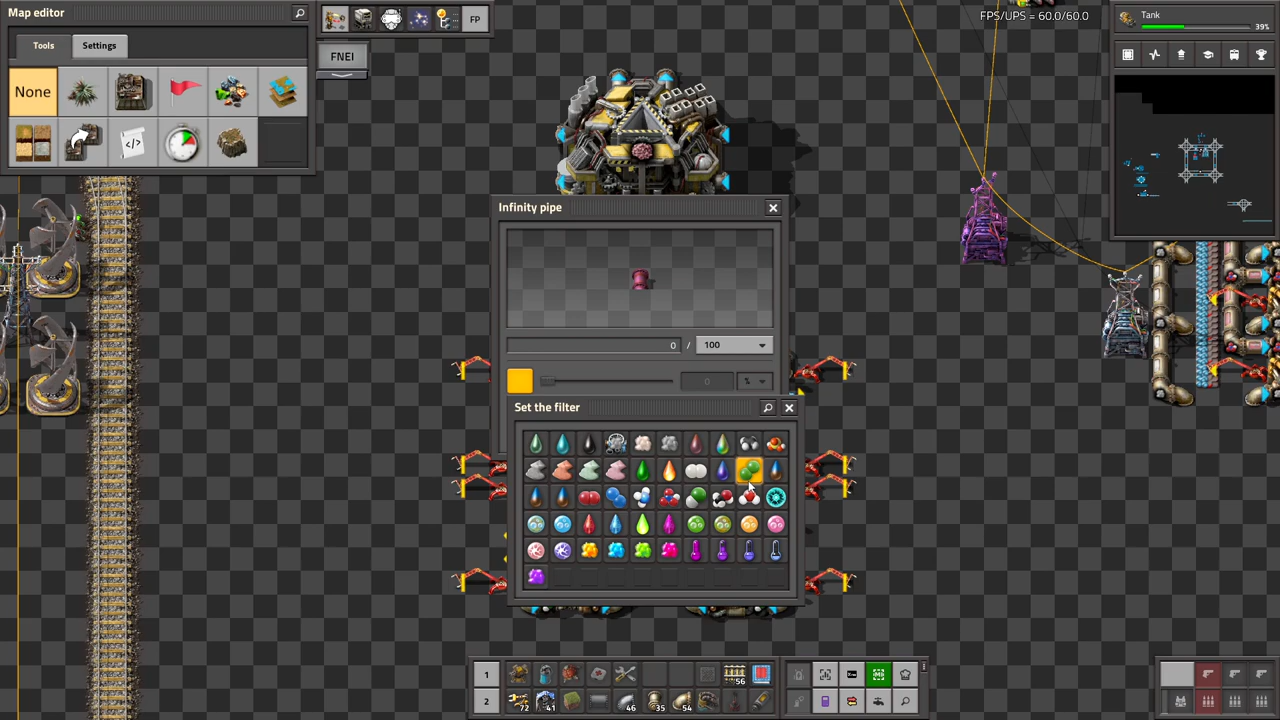 Map editor
FP
FPS/UPS = 60.0/60.0
Tank
39%
Tools
Settings
FNEI
None
</>
Infinity pipe
0 / 100
0
%
Set the filter
1
56
2
72
41
46
35
54